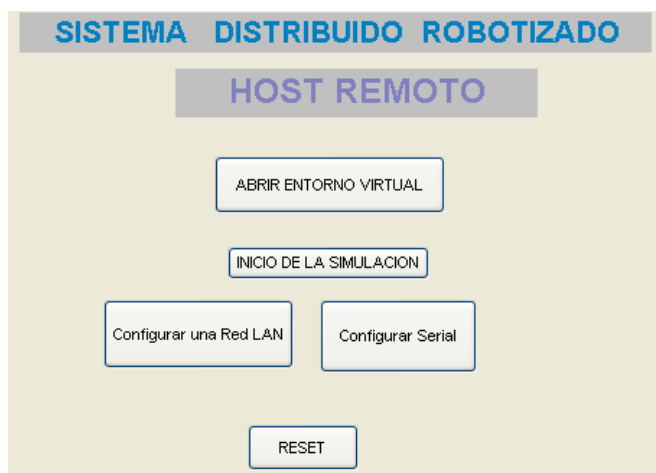 SISTEMA DISTRIBUIDO ROBOTIZADO
HOST REMOTO
ABRIR ENTORNO VIRTUAL
INICIO DE LA SIMULACION
Configurar una Red LAN
Configurar Serial
RESET